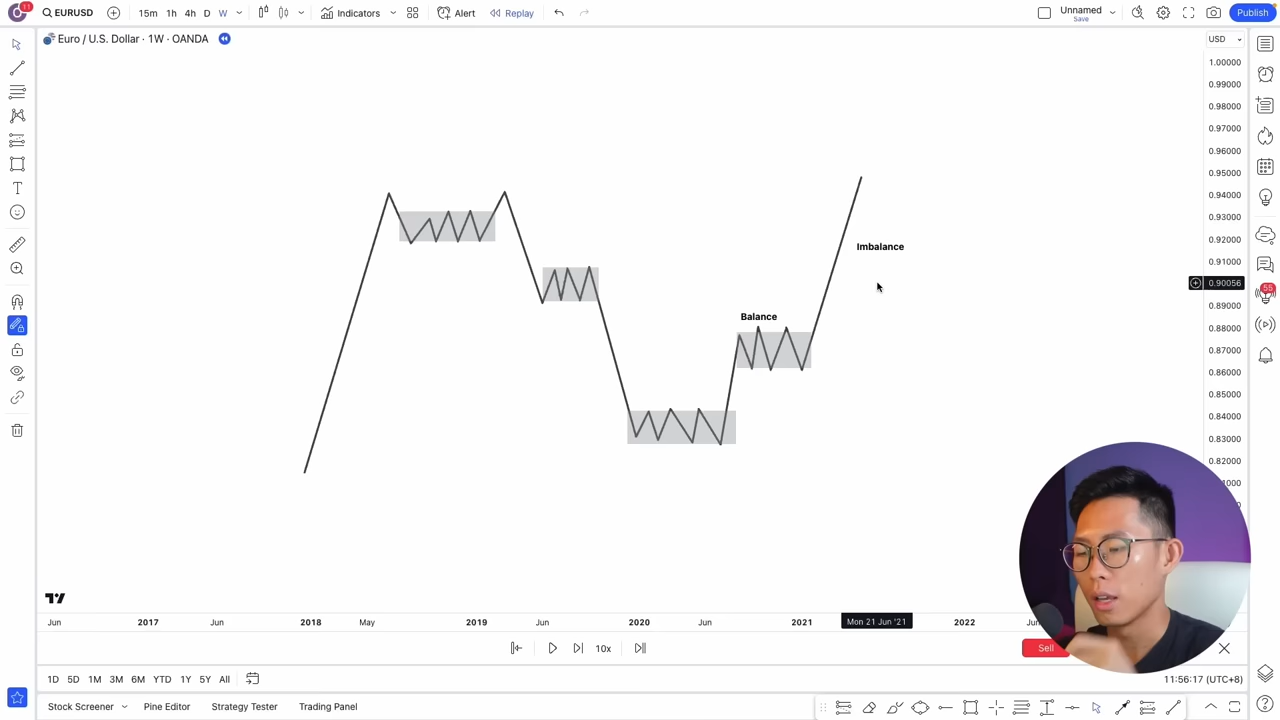 11
EURUSD
15m 1h 4h D W
Indicators
Alert
Replay
Unnamed
Save
Publish
Euro / U.S. Dollar · 1W · OANDA
USD
1.00000
0.99000
0.98000
0.97000
0.96000
0.95000
0.94000
0.93000
0.92000
0.91000
0.90056
0.89000
0.88000
0.87000
0.86000
0.85000
0.84000
0.83000
0.82000
Imbalance
Balance
55
Jun 2017 Jun 2018 May 2019 Jun 2020 Jun 2021 Mon 21 Jun '21 2022
10x
Sell
1D 5D 1M 3M 6M YTD 1Y 5Y All
11:56:17 (UTC+8)
Stock Screener
Pine Editor
Strategy Tester
Trading Panel